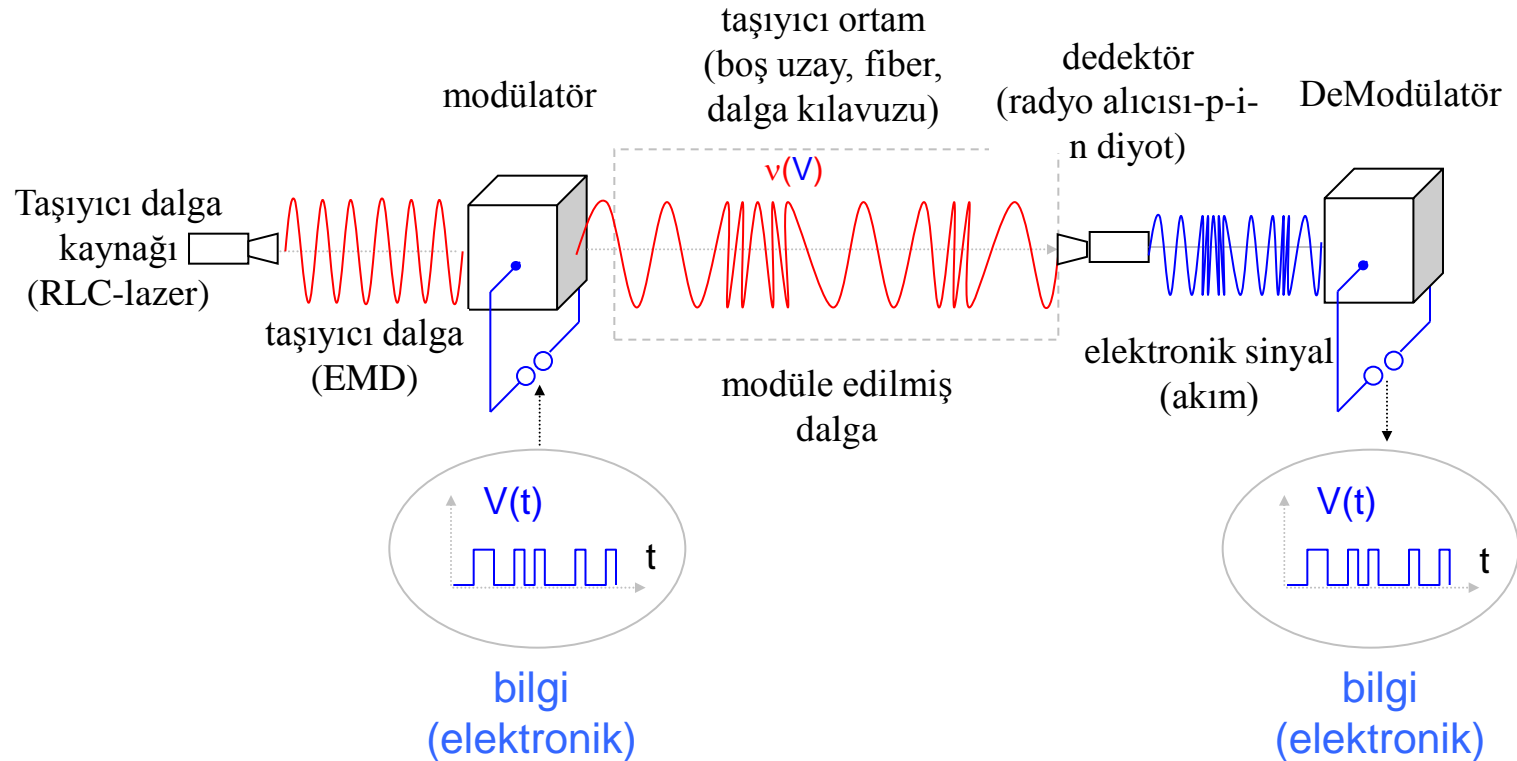 taşıyıcı ortam
(boş uzay, fiber,
dalga kılavuzu)
dedektör
(radyo alıcısı-p-i-
n diyot)
modülatör
DeModülatör
ν(V)
Taşıyıcı dalga
kaynağı
(RLC-lazer)
taşıyıcı dalga
(EMD)
modüle edilmiş
dalga
elektronik sinyal
(akım)
V(t)
t
V(t)
t
bilgi
(elektronik)
bilgi
(elektronik)